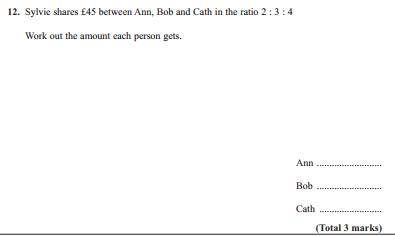 12. Sylvie shares £45 between Ann, Bob and Cath in the ratio 2 : 3 : 4
Work out the amount each person gets.
Ann ............................
Bob ............................
Cath ...........................
(Total 3 marks)